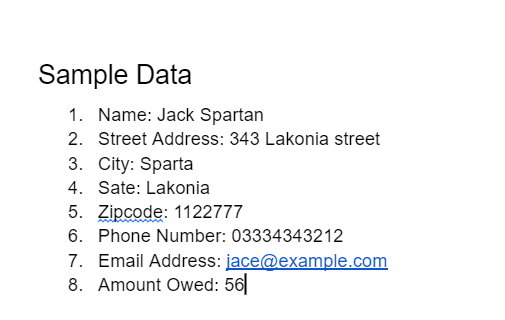 Sample Data
1. Name: Jack Spartan
2. Street Address: 343 Lakonia street
3. City: Sparta
4. Sate: Lakonia
5. Zipcode: 1122777
6. Phone Number: 03334343212
7. Email Address: jace@example.com
8. Amount Owed: 56